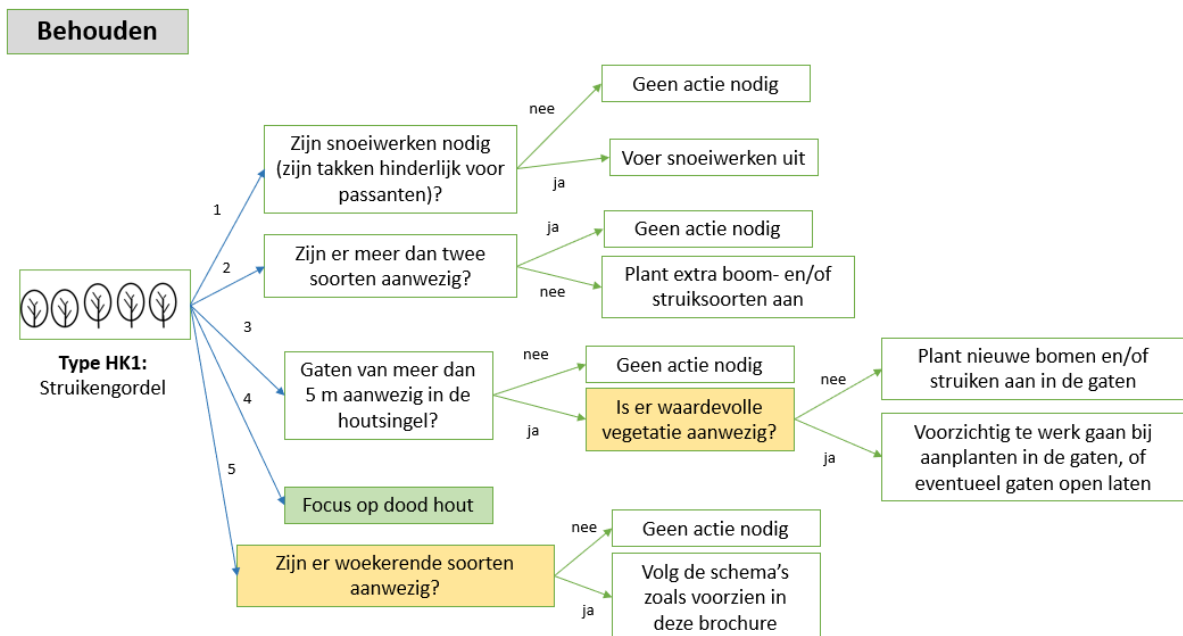 Behouden
Type HK1:
Struikengordel
1
Zijn snoeiwerken nodig
(zijn takken hinderlijk voor
passanten)?
nee
Geen actie nodig
ja
Voer snoeiwerken uit
2
Zijn er meer dan twee
soorten aanwezig?
ja
Geen actie nodig
nee
Plant extra boom- en/of
struiksoorten aan
3
Gaten van meer dan
5 m aanwezig in de
houtsingel?
nee
Geen actie nodig
ja
Is er waardevolle
vegetatie aanwezig?
nee
Plant nieuwe bomen en/of
struiken aan in de gaten
ja
Voorzichtig te werk gaan bij
aanplanten in de gaten, of
eventueel gaten open laten
4
Focus op dood hout
5
Zijn er woekerende soorten
aanwezig?
nee
Geen actie nodig
ja
Volg de schema's
zoals voorzien in
deze brochure